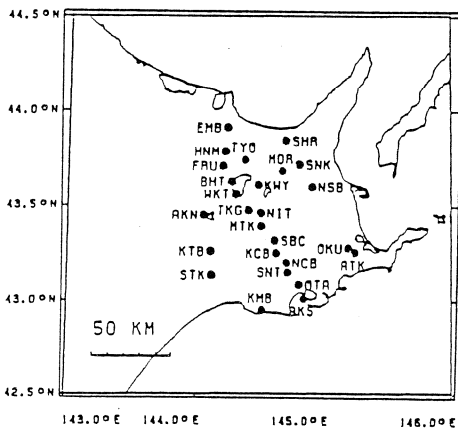 44.5°N
44.0°N
EMB
SHR
HNM
TYO
MOR
FRU
SNK
BHT
KWY
NSB
WKT
AKN
TKG
NIT
MTK
43.5°N
SBC
KTB
KCB
OKU
ATK
NCB
STK
SNT
OTA
43.0°N
KMB
AKS
50 KM
42.5°N
143.0°E
144.0°E
145.0°E
146.0°E